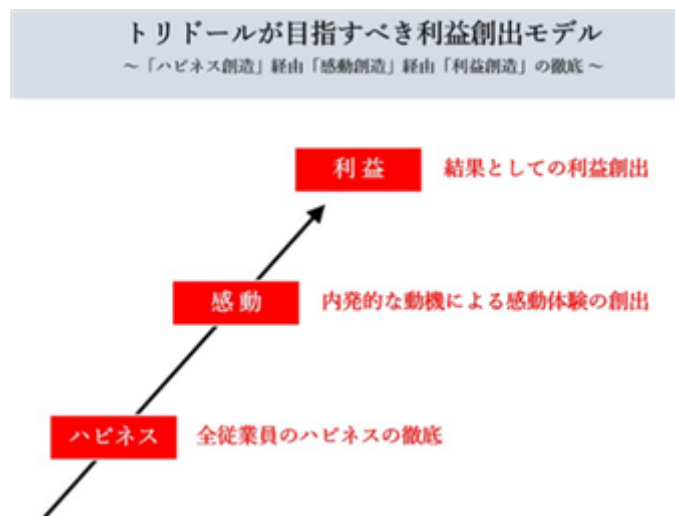 トリドールが目指すべき利益創出モデル
～「ハピネス創造」経由「感動創造」経由「利益創造」の徹底～
利益 結果としての利益創出
感動 内発的な動機による感動体験の創出
ハピネス 全従業員のハピネスの徹底